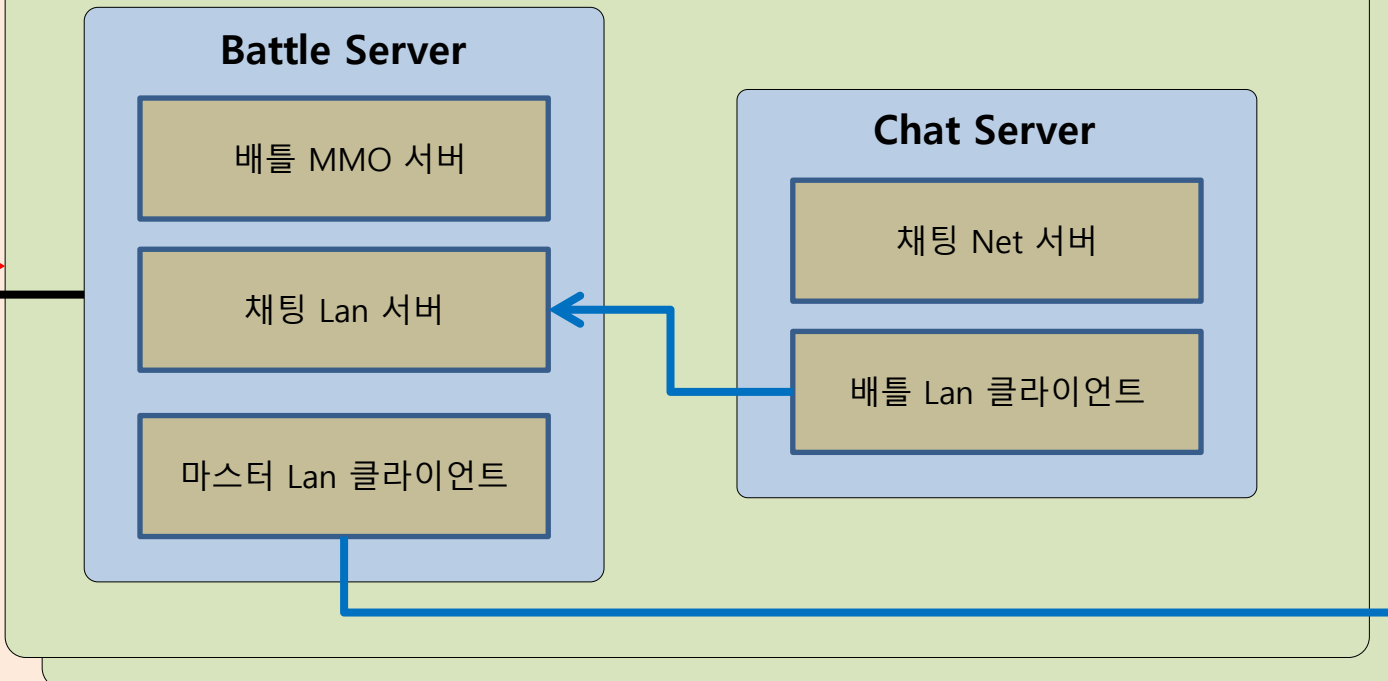 Battle Server
배틀 MMO 서버
채팅 Lan 서버
마스터 Lan 클라이언트
Chat Server
채팅 Net 서버
배틀 Lan 클라이언트